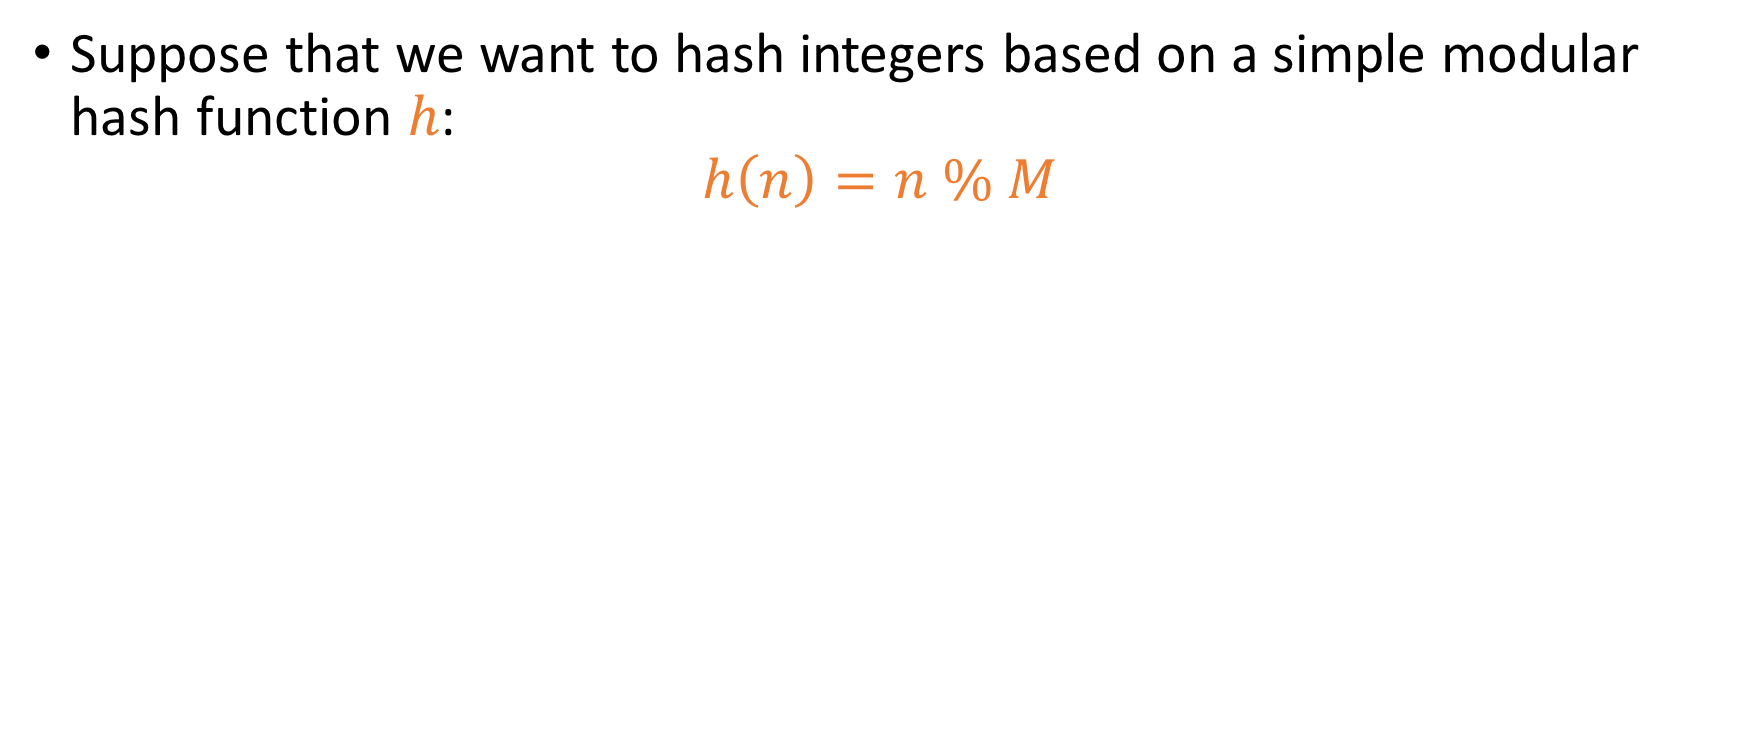 • Suppose that we want to hash integers based on a simple modular
hash function ℎ:
ℎ(𝑛) = 𝑛 % 𝑀